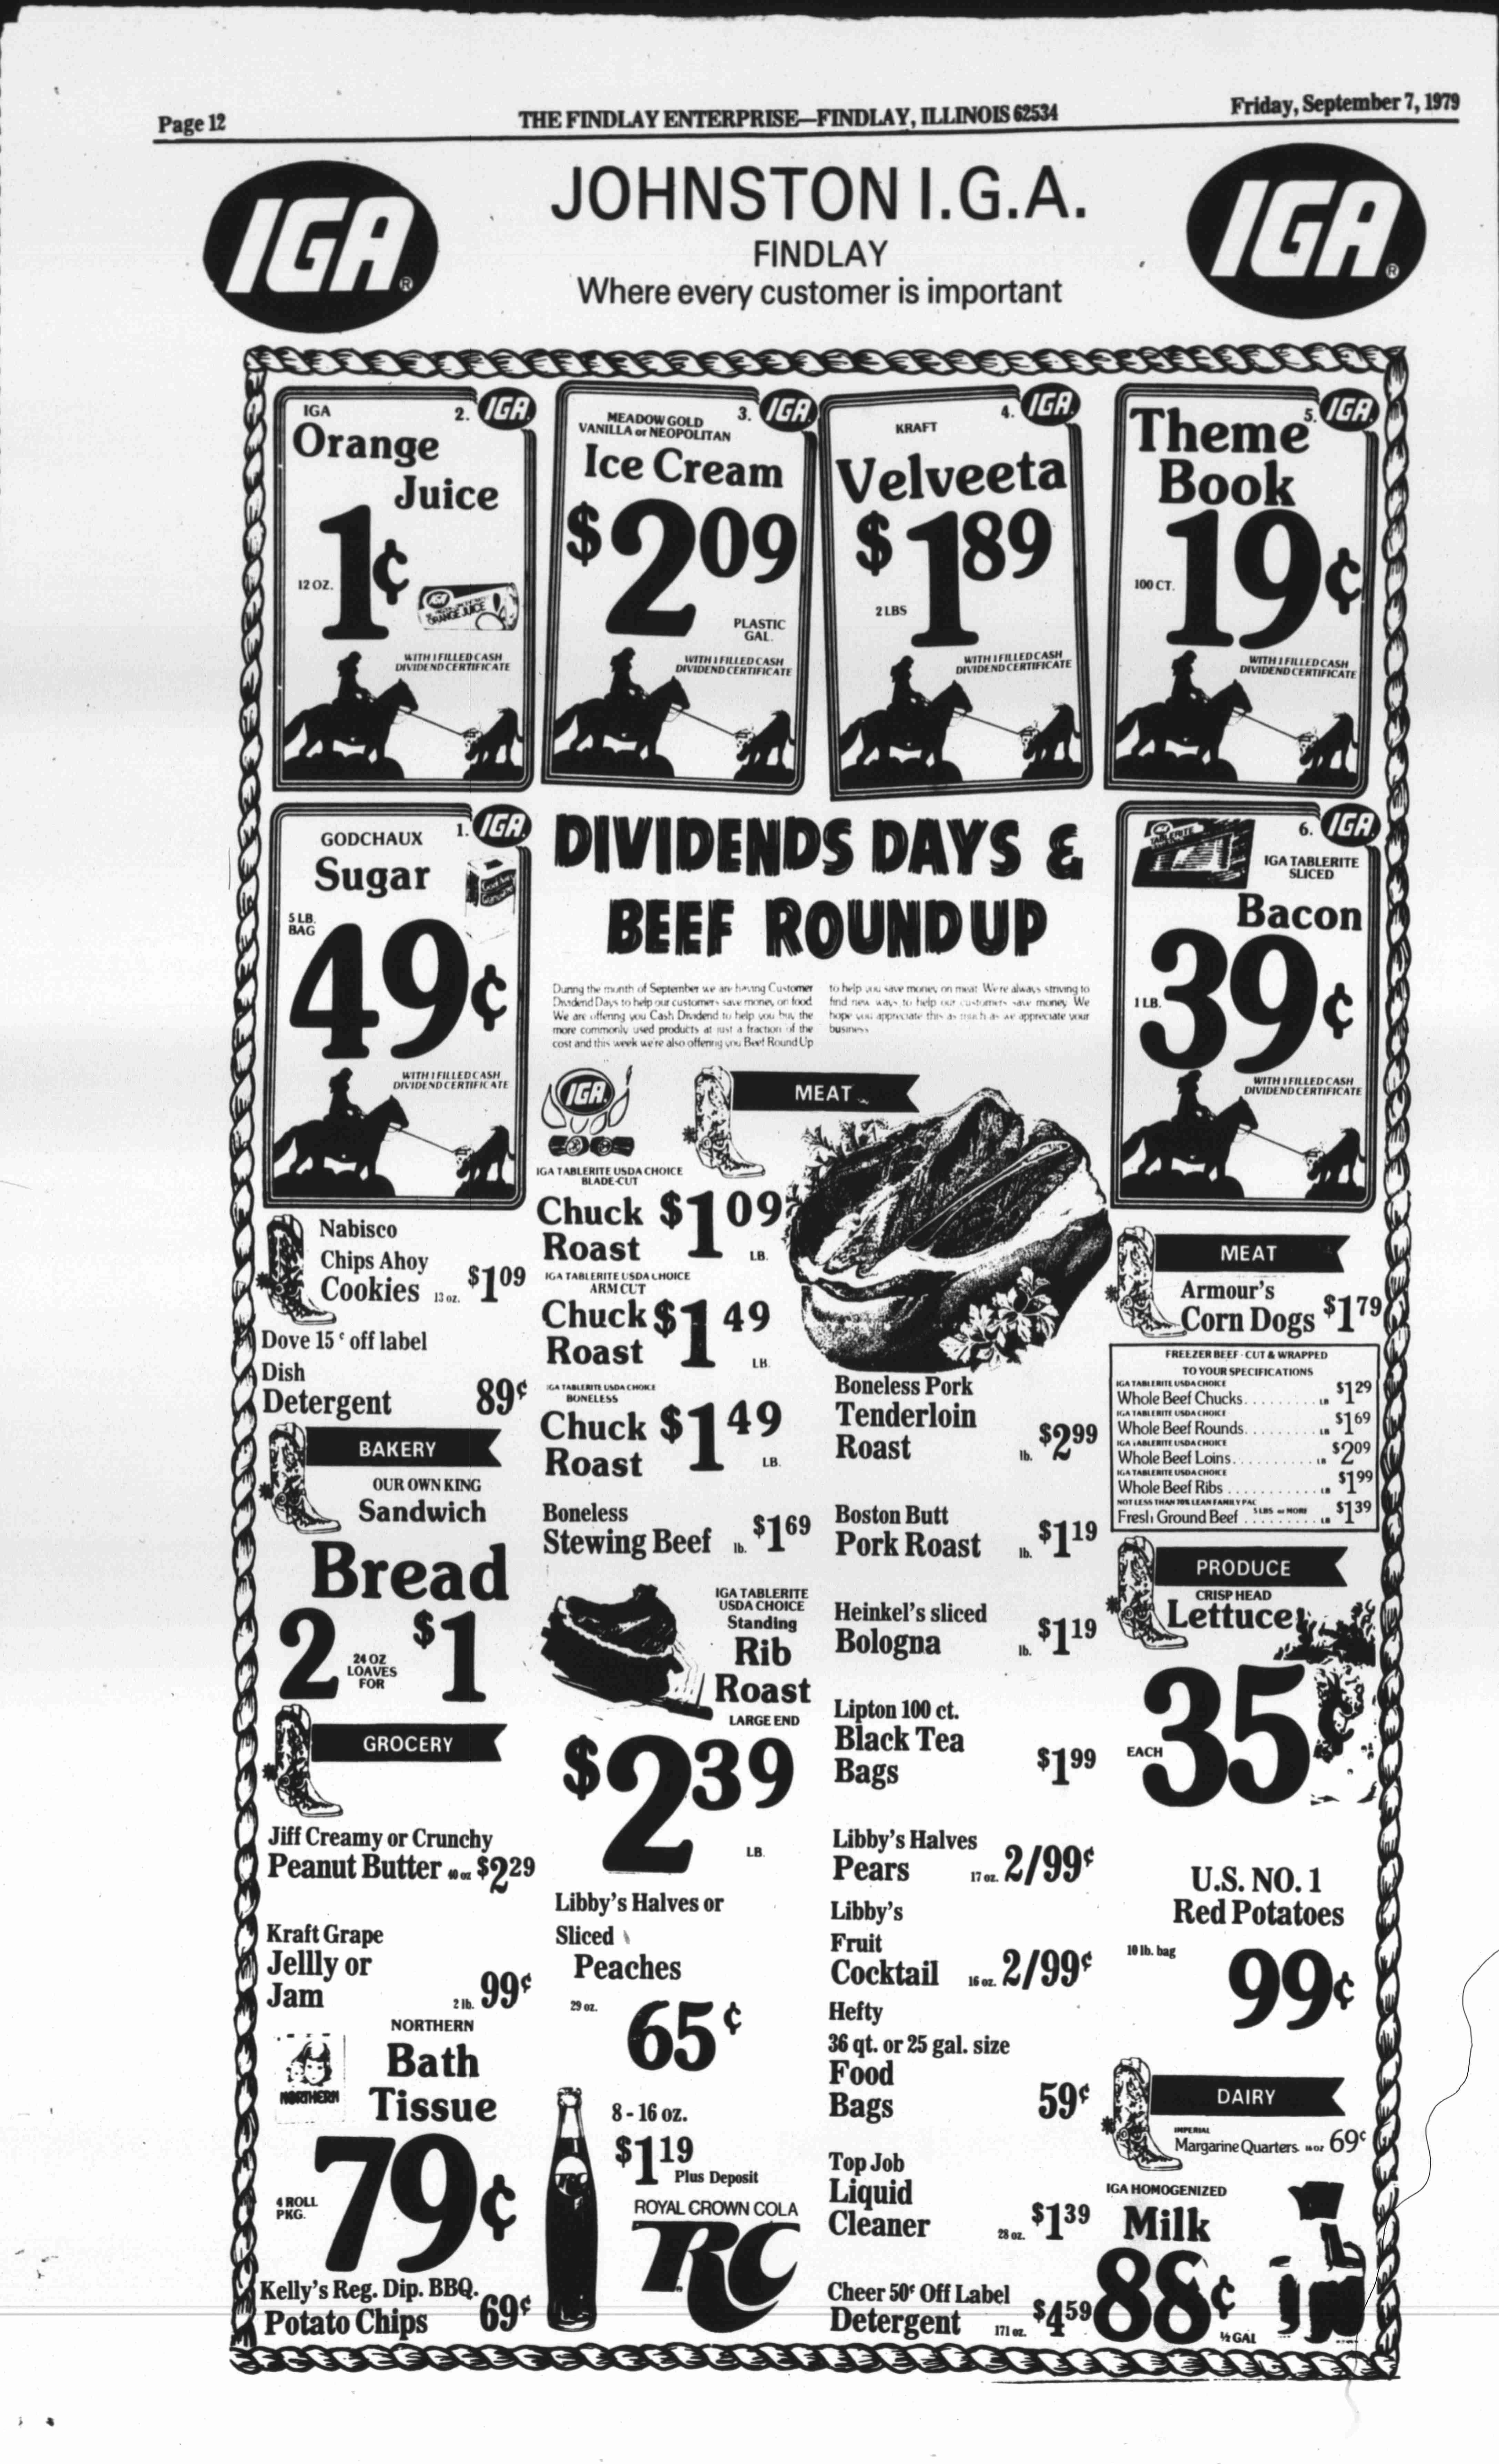 Page 12
THE FINDLAY ENTERPRISE—FINDLAY, ILLINOIS 62534
Friday, September 7, 1979
IGA®
JOHNSTON I.G.A.
FINDLAY
Where every customer is important
IGA®
IGA
2. IGA
Orange
Juice
12 OZ.
1¢
IGA
ORANGE JUICE
WITH 1 FILLED CASH
DIVIDEND CERTIFICATE
MEADOW GOLD
VANILLA or NEOPOLITAN
3. IGA
Ice Cream
$2 09
PLASTIC
GAL.
WITH 1 FILLED CASH
DIVIDEND CERTIFICATE
KRAFT
4. IGA
Velveeta
$1 89
2 LBS
WITH 1 FILLED CASH
DIVIDEND CERTIFICATE
Theme
5. IGA
Book
100 CT.
19¢
WITH 1 FILLED CASH
DIVIDEND CERTIFICATE
GODCHAUX
1. IGA
Sugar
5 LB.
BAG
49¢
WITH 1 FILLED CASH
DIVIDEND CERTIFICATE
DIVIDENDS DAYS &
BEEF ROUND UP
During the month of September we are having Customer
Dividend Days to help our customers save money on food.
We are offering you Cash Dividend to help you buy the
more commonly used products at just a fraction of the
cost and this week we're also offering you Beef Round Up
to help you save money on meat. We're always striving to
find new ways to help our customers save money. We
hope you appreciate this as much as we appreciate your
business
6. IGA
TABLERITE
IGA TABLERITE
SLICED
Bacon
1 LB.
39¢
WITH 1 FILLED CASH
DIVIDEND CERTIFICATE
Nabisco
Chips Ahoy
Cookies 13 oz. $1 09
Dove 15¢ off label
Dish
Detergent 89¢
BAKERY
OUR OWN KING
Sandwich
Bread
2 24 OZ
LOAVES
FOR $1
GROCERY
Jiff Creamy or Crunchy
Peanut Butter 40 oz $2 29
Kraft Grape
Jellly or
Jam 2 lb. 99¢
NORTHERN
NORTHERN
Bath
Tissue
4 ROLL
PKG.
79¢
Kelly's Reg. Dip. BBQ.
Potato Chips 69¢
IGA
MEAT
IGA TABLERITE USDA CHOICE
BLADE-CUT
Chuck
Roast $1 09 LB.
IGA TABLERITE USDA CHOICE
ARM CUT
Chuck
Roast $1 49 LB.
IGA TABLERITE USDA CHOICE
BONELESS
Chuck
Roast $1 49 LB.
Boneless
Stewing Beef lb. $1 69
IGA TABLERITE
USDA CHOICE
Standing
Rib
Roast
LARGE END
$2 39
LB.
Libby's Halves or
Sliced
Peaches
29 oz.
65¢
8 - 16 oz.
$1 19
Plus Deposit
ROYAL CROWN COLA
RC
RC
Boneless Pork
Tenderloin
Roast lb. $2 99
Boston Butt
Pork Roast lb. $1 19
Heinkel's sliced
Bologna lb. $1 19
Lipton 100 ct.
Black Tea
Bags $1 99
Libby's Halves
Pears 17 oz. 2/99¢
Libby's
Fruit
Cocktail 16 oz. 2/99¢
Hefty
36 qt. or 25 gal. size
Food
Bags 59¢
Top Job
Liquid
Cleaner 28 oz. $1 39
Cheer 50¢ Off Label
Detergent 171 oz. $4 59
MEAT
Armour's
Corn Dogs $1 79
FREEZER BEEF - CUT & WRAPPED
TO YOUR SPECIFICATIONS
IGA TABLERITE USDA CHOICE
Whole Beef Chucks. . . . . . . . . LB $1 29
IGA TABLERITE USDA CHOICE
Whole Beef Rounds. . . . . . . . . LB $1 69
IGA TABLERITE USDA CHOICE
Whole Beef Loins. . . . . . . . . . LB $2 09
IGA TABLERITE USDA CHOICE
Whole Beef Ribs . . . . . . . . . . LB $1 99
NOT LESS THAN 70% LEAN FAMILY PAC
Fresh Ground Beef 5 LBS or MORE . . . . . . . . . LB $1 39
PRODUCE
CRISP HEAD
Lettuce
EACH
35¢
U.S. NO. 1
Red Potatoes
10 lb. bag
99¢
DAIRY
IMPERIAL
Margarine Quarters 16 oz 69¢
IGA HOMOGENIZED
Milk
88¢
½ GAL